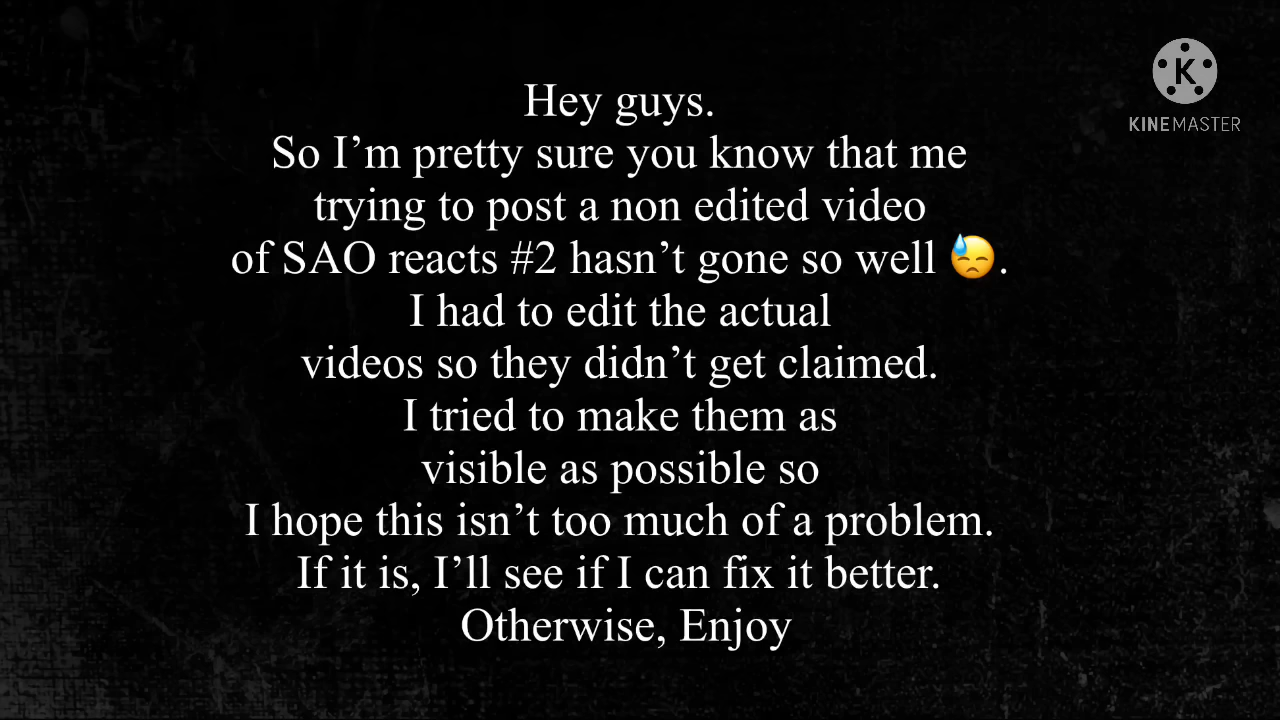 Hey guys.
So I’m pretty sure you know that me
trying to post a non edited video
of SAO reacts #2 hasn’t gone so well 😓.
I had to edit the actual
videos so they didn’t get claimed.
I tried to make them as
visible as possible so
I hope this isn’t too much of a problem.
If it is, I’ll see if I can fix it better.
Otherwise, Enjoy
K
KINEMASTER